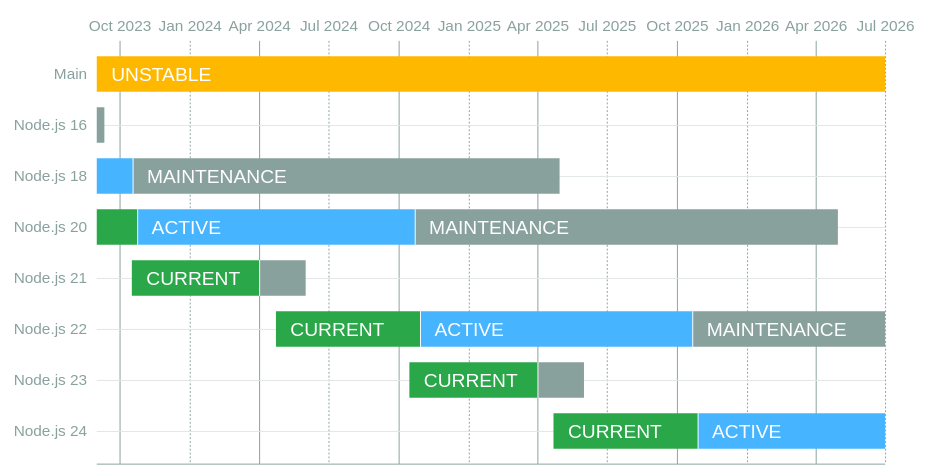 Oct 2023 Jan 2024 Apr 2024 Jul 2024 Oct 2024 Jan 2025 Apr 2025 Jul 2025 Oct 2025 Jan 2026 Apr 2026 Jul 2026
Main UNSTABLE
Node.js 16
Node.js 18 MAINTENANCE
Node.js 20 ACTIVE MAINTENANCE
Node.js 21 CURRENT
Node.js 22 CURRENT ACTIVE MAINTENANCE
Node.js 23 CURRENT
Node.js 24 CURRENT ACTIVE